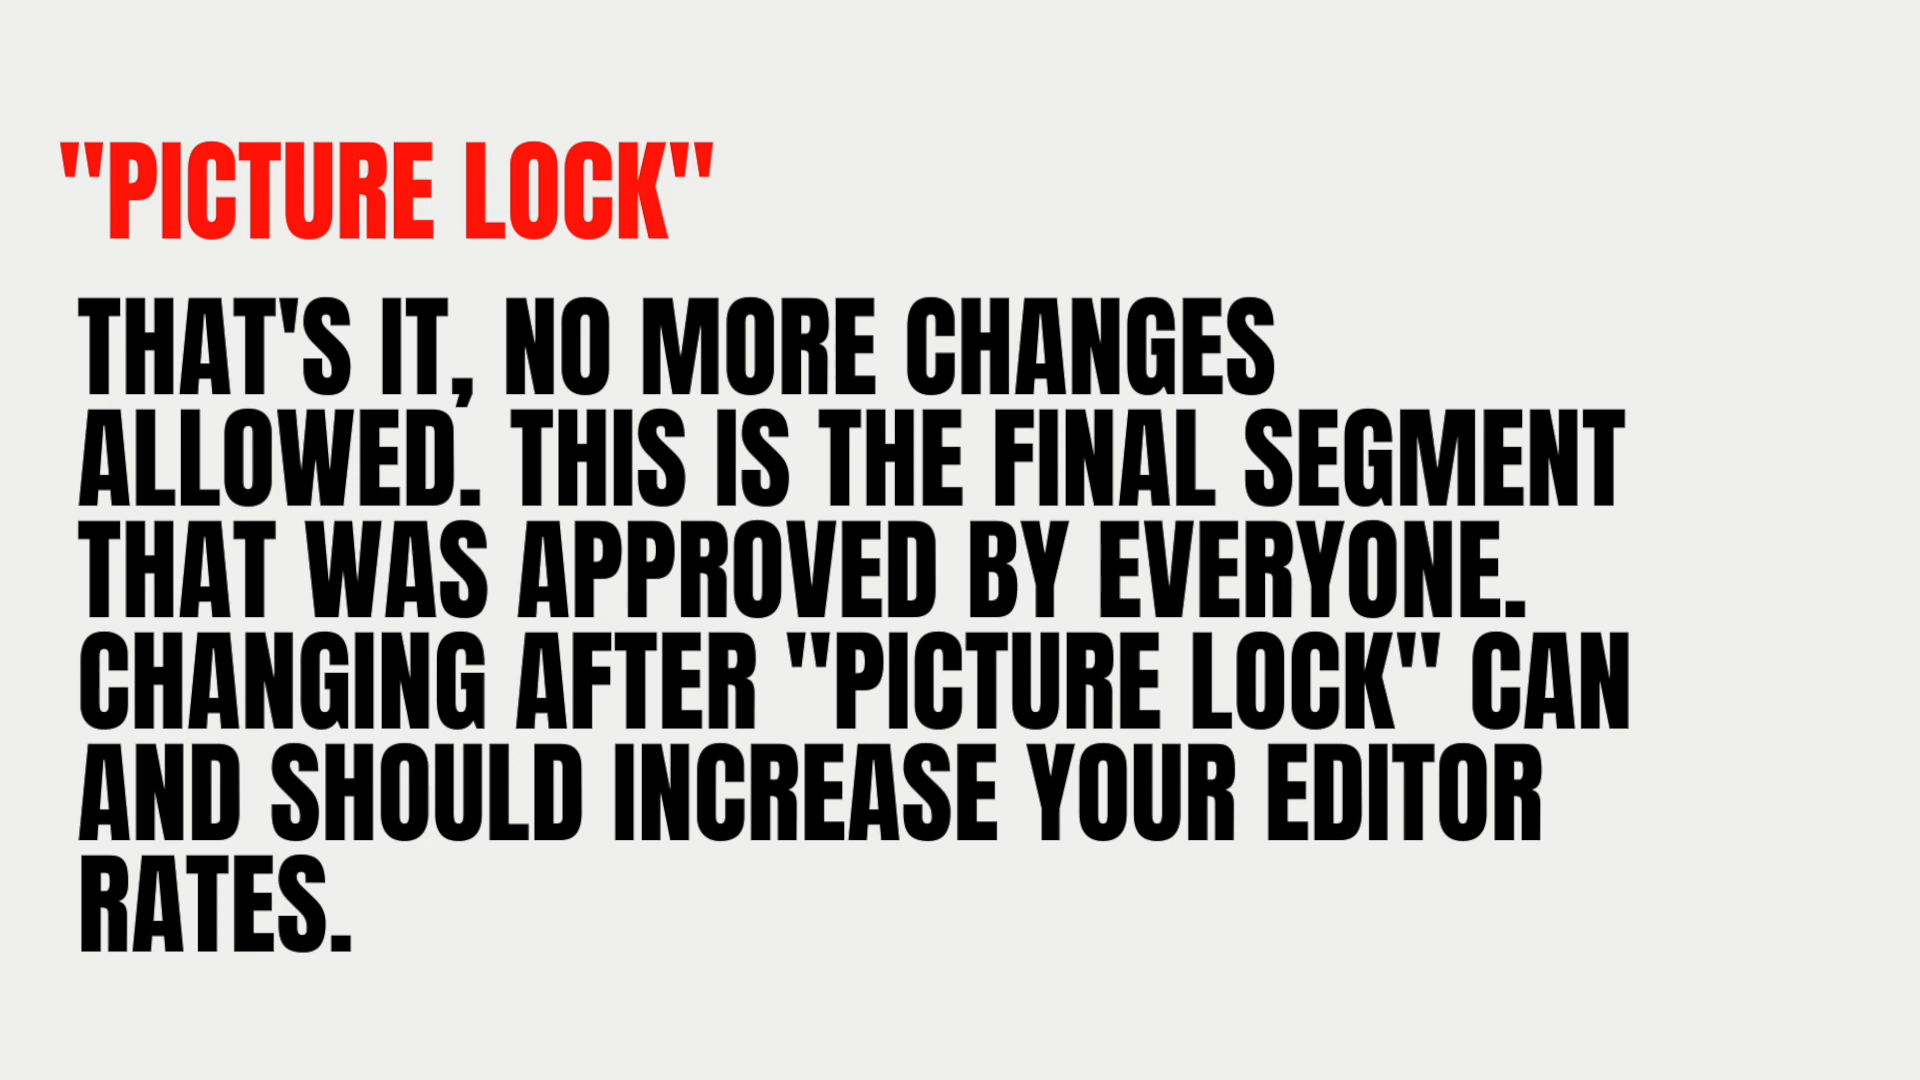 "PICTURE LOCK"
THAT'S IT, NO MORE CHANGES
ALLOWED. THIS IS THE FINAL SEGMENT
THAT WAS APPROVED BY EVERYONE.
CHANGING AFTER "PICTURE LOCK" CAN
AND SHOULD INCREASE YOUR EDITOR
RATES.